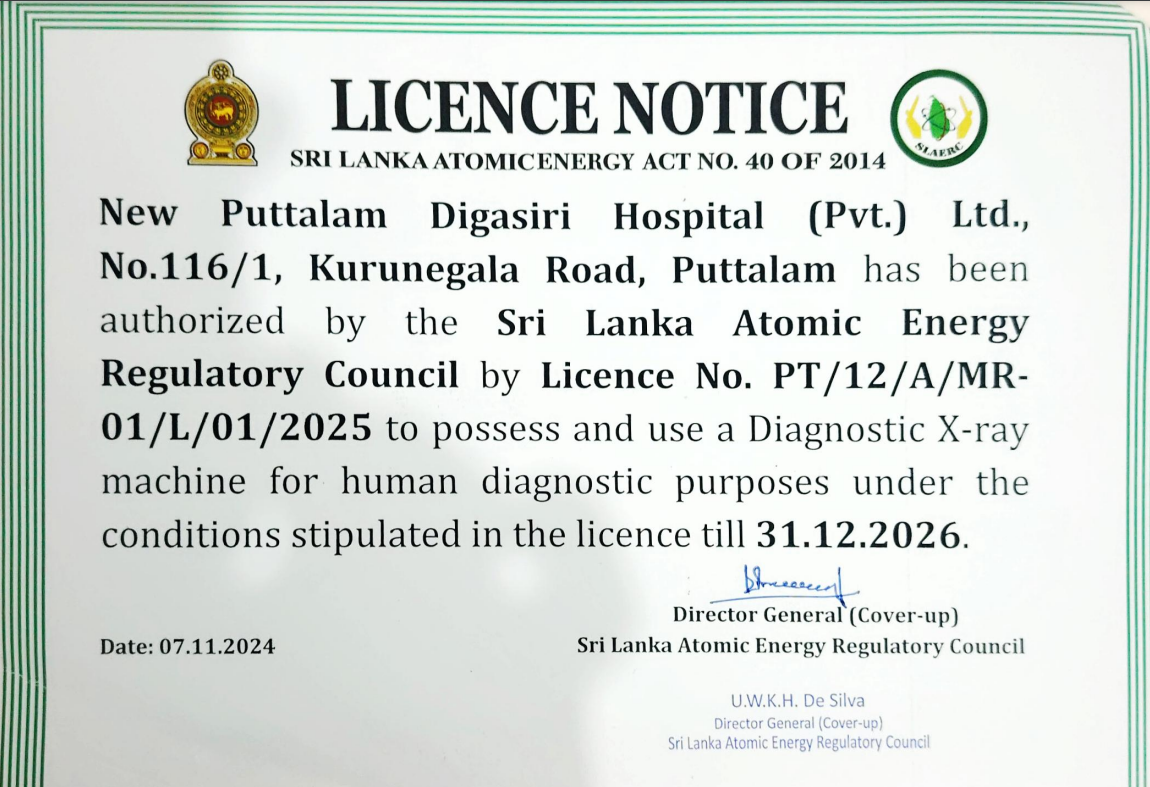 LICENCE NOTICE
SRI LANKA ATOMIC ENERGY ACT NO. 40 OF 2014
SLAERC
New Puttalam Digasiri Hospital (Pvt.) Ltd.,
No.116/1, Kurunegala Road, Puttalam has been
authorized by the Sri Lanka Atomic Energy
Regulatory Council by Licence No. PT/12/A/MR-
01/L/01/2025 to possess and use a Diagnostic X-ray
machine for human diagnostic purposes under the
conditions stipulated in the licence till 31.12.2026.
Director General (Cover-up)
Date: 07.11.2024
Sri Lanka Atomic Energy Regulatory Council
U.W.K.H. De Silva
Director General (Cover-up)
Sri Lanka Atomic Energy Regulatory Council